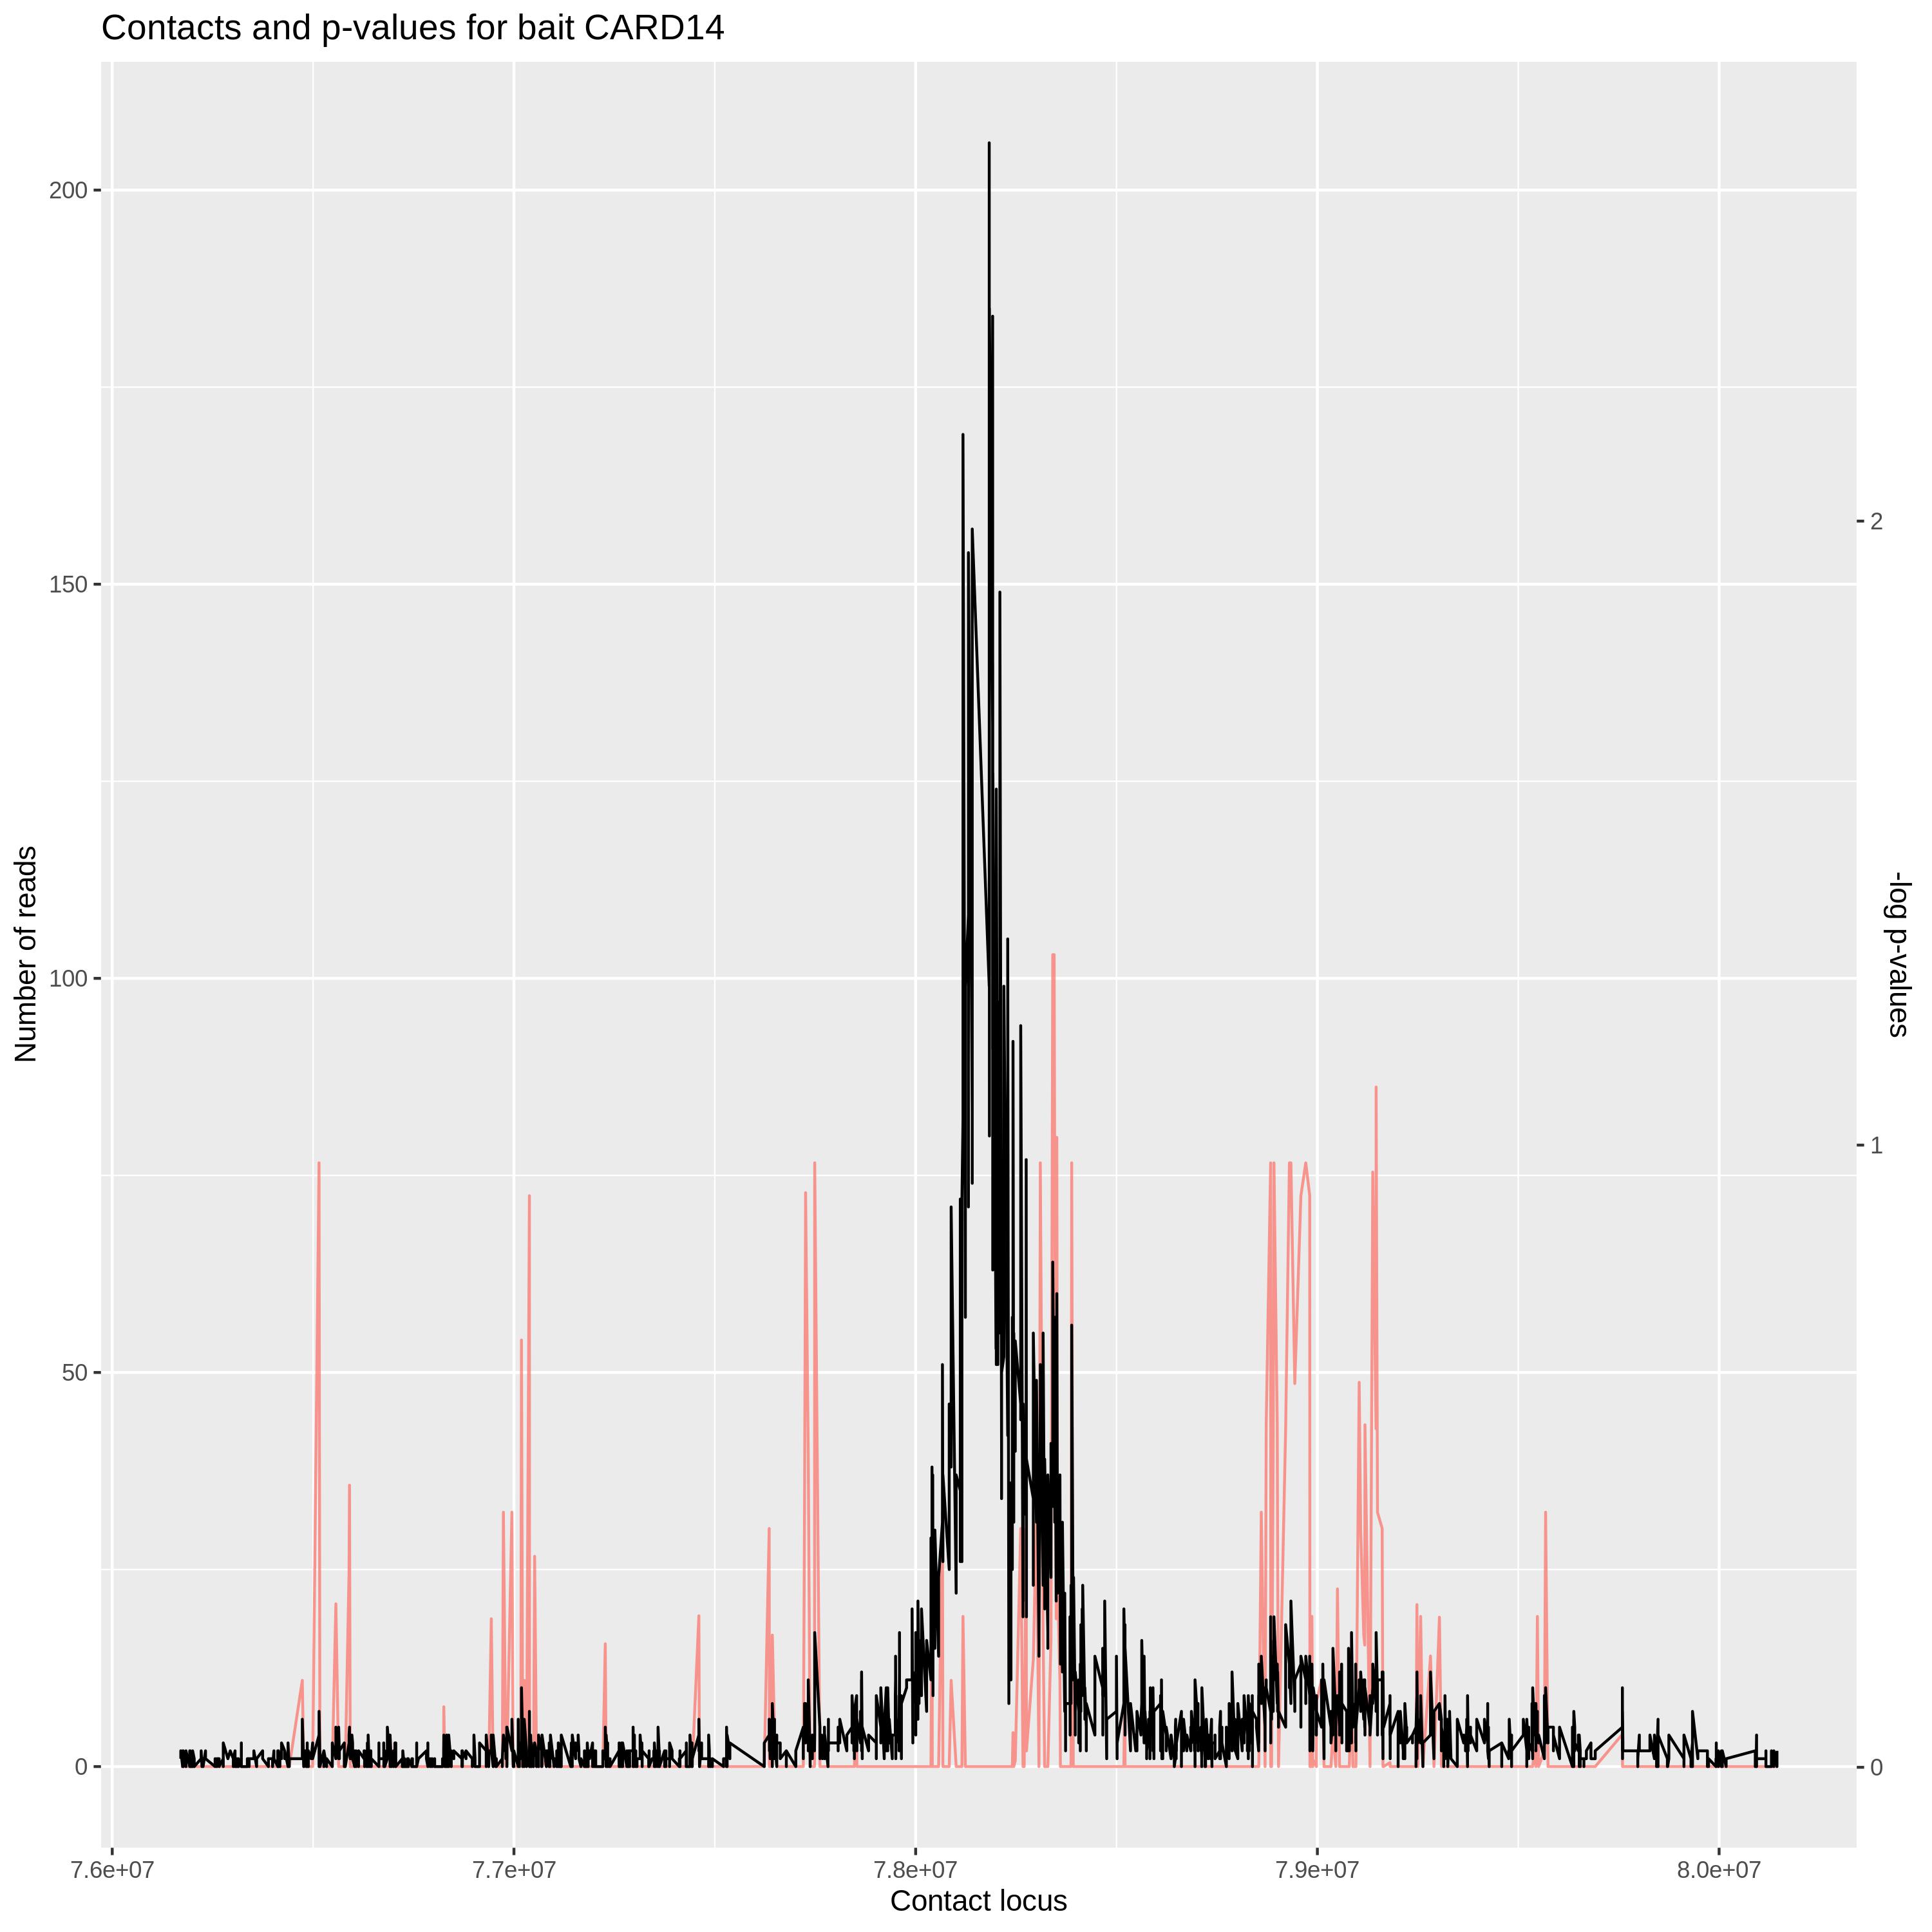 Contacts and p-values for bait CARD14
200
150
100
50
0
Number of reads
2
1
0
-log p-values
7.6e+07
7.7e+07
7.8e+07
7.9e+07
8.0e+07
Contact locus